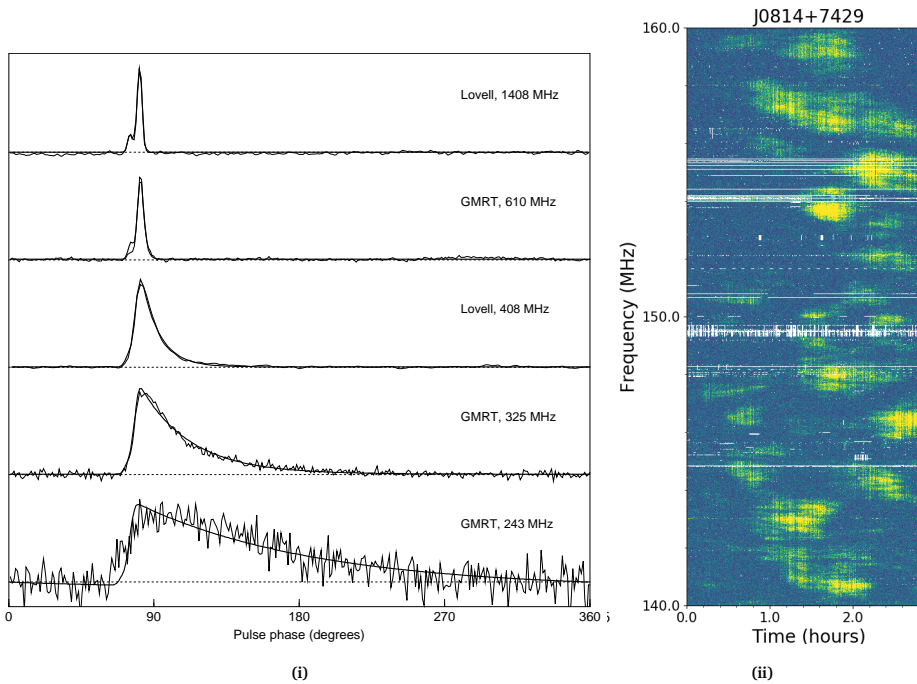 Lovell, 1408 MHz
GMRT, 610 MHz
Lovell, 408 MHz
GMRT, 325 MHz
GMRT, 243 MHz
0 90 180 270 360
Pulse phase (degrees)
(i)
J0814+7429
160.0
150.0
140.0
Frequency (MHz)
0.0 1.0 2.0
Time (hours)
(ii)